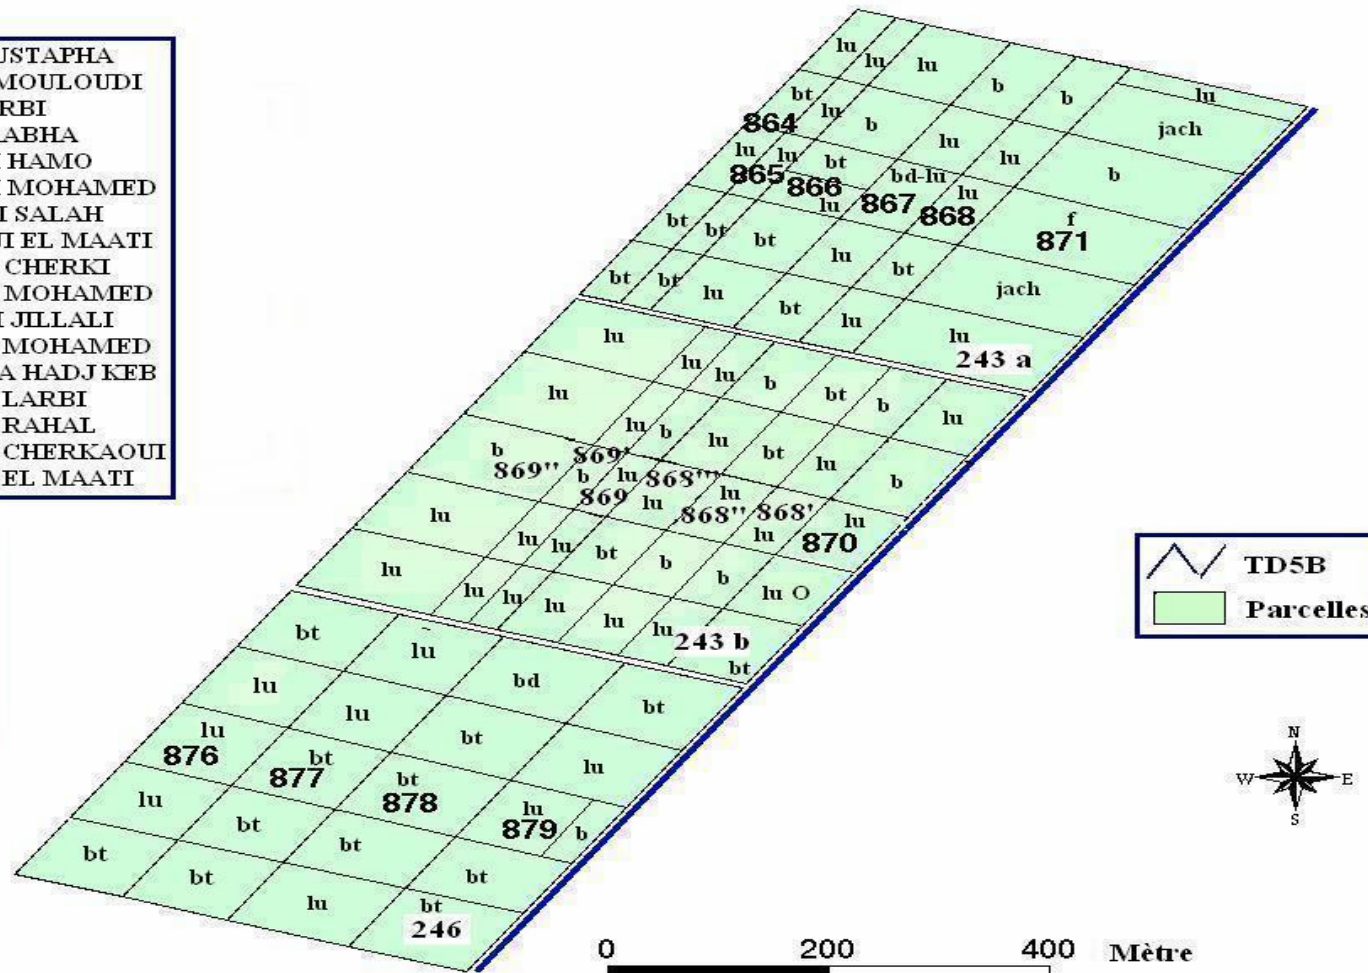 USTAPHA
MOULOUDI
RBI
ABHA
I HAMO
I MOHAMED
I SALAH
UI EL MAATI
CHERKI
MOHAMED
I JILLALI
MOHAMED
A HADJ KEB
LARBI
RAHAL
CHERKAOUI
EL MAATI
lu lu lu b b lu
bt lu b lu lu jach
864
lu lu bt bd-lu lu b
865 866 867 868
lu f
871
bt bt bt lu bt jach
bt bt lu bt lu lu
243 a
lu lu lu b bt b lu
lu lu b lu bt lu b
b 869'' 869' 868'''
b lu lu lu lu lu
869 868'' 868' 870
lu lu lu bt b b lu O
lu lu lu lu lu lu
243 b
bt
bt lu bd bt
lu lu bt lu
lu bt bt lu b
876 877 878 879
lu bt bt bt
bt bt lu bt
246
TD5B
Parcelles
N
W E
S
0 200 400 Mètre